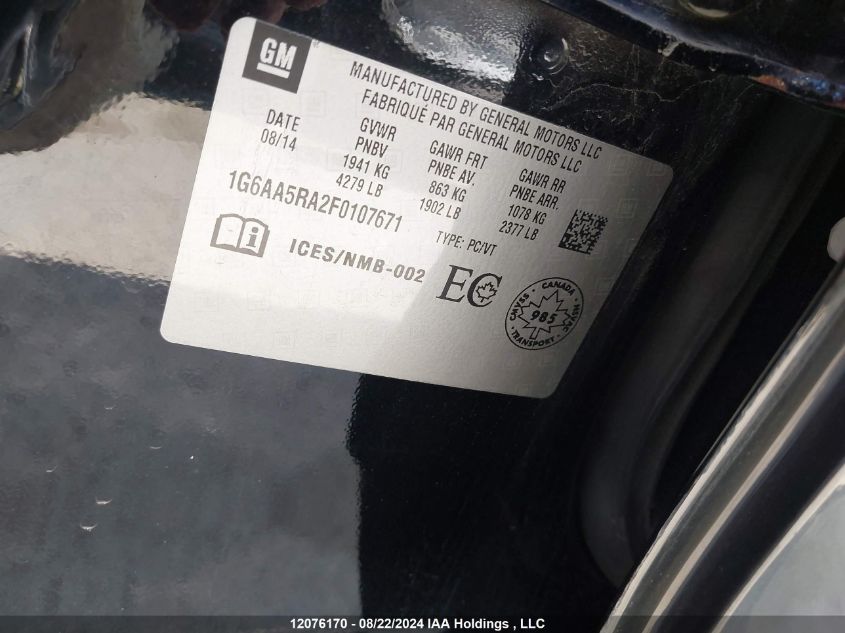 GM
MANUFACTURED BY GENERAL MOTORS LLC
FABRIQUÉ PAR GENERAL MOTORS LLC
DATE
08/14
GVWR
PNBV
1941 KG
4279 LB
GAWR FRT
PNBE AV.
863 KG
1902 LB
GAWR RR
PNBE ARR.
1078 KG
2377 LB
1G6AA5RA2F0107671
TYPE: PC/VT
i
ICES/NMB-002
EC
CMVSS • CANADA • NSVAC • TRANSPORT •
985
12076170 - 08/22/2024 IAA Holdings , LLC